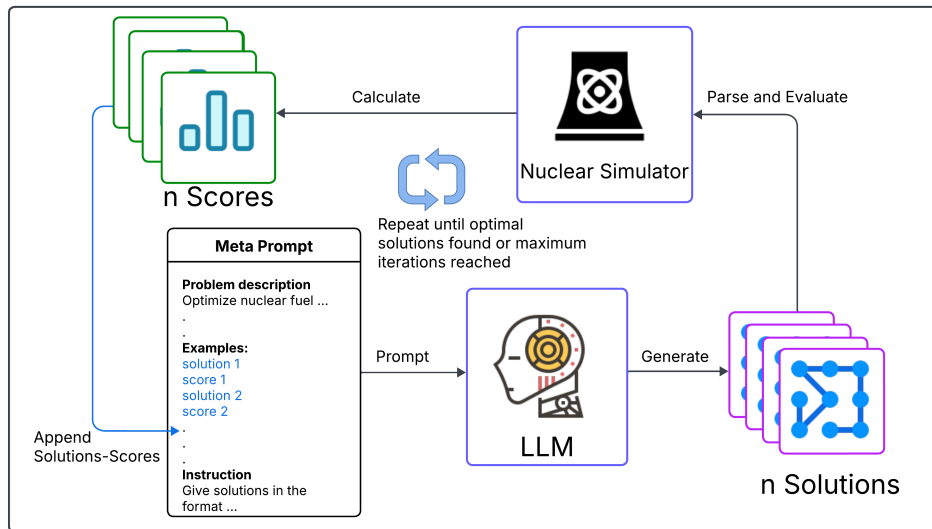 Calculate
Parse and Evaluate
Nuclear Simulator
n Scores
Repeat until optimal
solutions found or maximum
iterations reached
Meta Prompt
Problem description
Optimize nuclear fuel ...
.
.
Examples:
solution 1
score 1
solution 2
score 2
.
.
.
Instruction
Give solutions in the
format ...
Append
Solutions-Scores
Prompt
LLM
Generate
n Solutions